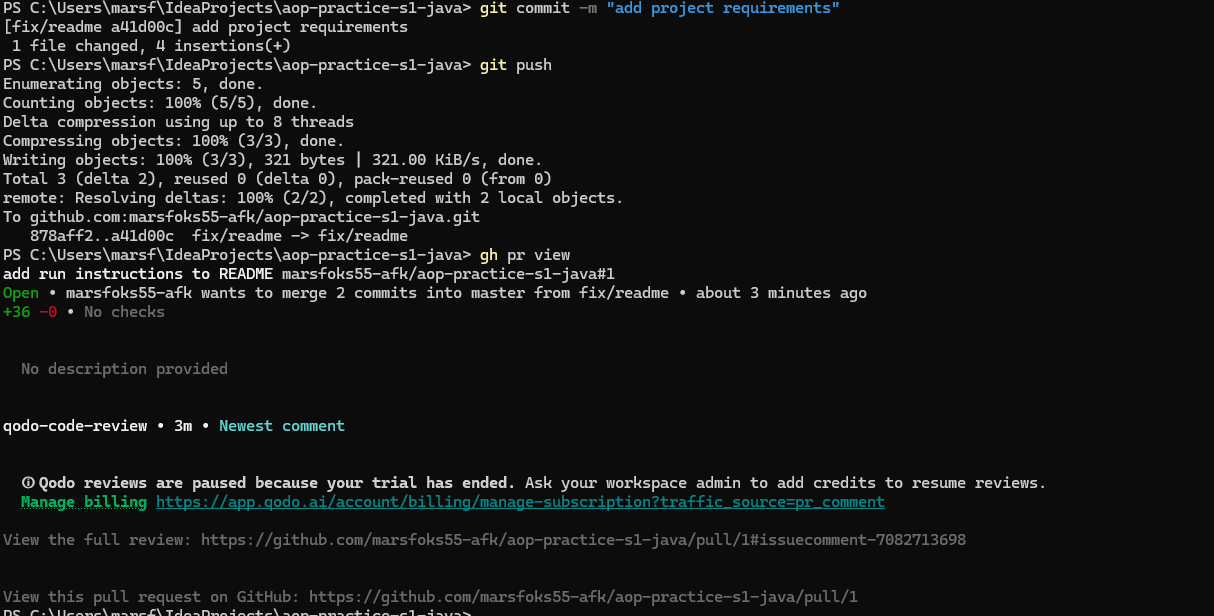 PS C:\Users\marsf\IdeaProjects\aop-practice-s1-java> git commit -m "add project requirements"
[fix/readme a41d00c] add project requirements
 1 file changed, 4 insertions(+)
PS C:\Users\marsf\IdeaProjects\aop-practice-s1-java> git push
Enumerating objects: 5, done.
Counting objects: 100% (5/5), done.
Delta compression using up to 8 threads
Compressing objects: 100% (3/3), done.
Writing objects: 100% (3/3), 321 bytes | 321.00 KiB/s, done.
Total 3 (delta 2), reused 0 (delta 0), pack-reused 0 (from 0)
remote: Resolving deltas: 100% (2/2), completed with 2 local objects.
To github.com:marsfoks55-afk/aop-practice-s1-java.git
   878aff2..a41d00c  fix/readme -> fix/readme
PS C:\Users\marsf\IdeaProjects\aop-practice-s1-java> gh pr view
add run instructions to README marsfoks55-afk/aop-practice-s1-java#1
Open • marsfoks55-afk wants to merge 2 commits into master from fix/readme • about 3 minutes ago
+36 -0 • No checks
  No description provided
qodo-code-review • 3m • Newest comment
  ⓘ Qodo reviews are paused because your trial has ended. Ask your workspace admin to add credits to resume reviews.
  Manage billing https://app.qodo.ai/account/billing/manage-subscription?traffic_source=pr_comment
View the full review: https://github.com/marsfoks55-afk/aop-practice-s1-java/pull/1#issuecomment-7082713698
View this pull request on GitHub: https://github.com/marsfoks55-afk/aop-practice-s1-java/pull/1
PS C:\Users\marsf\IdeaProjects\aop-practice-s1-java>